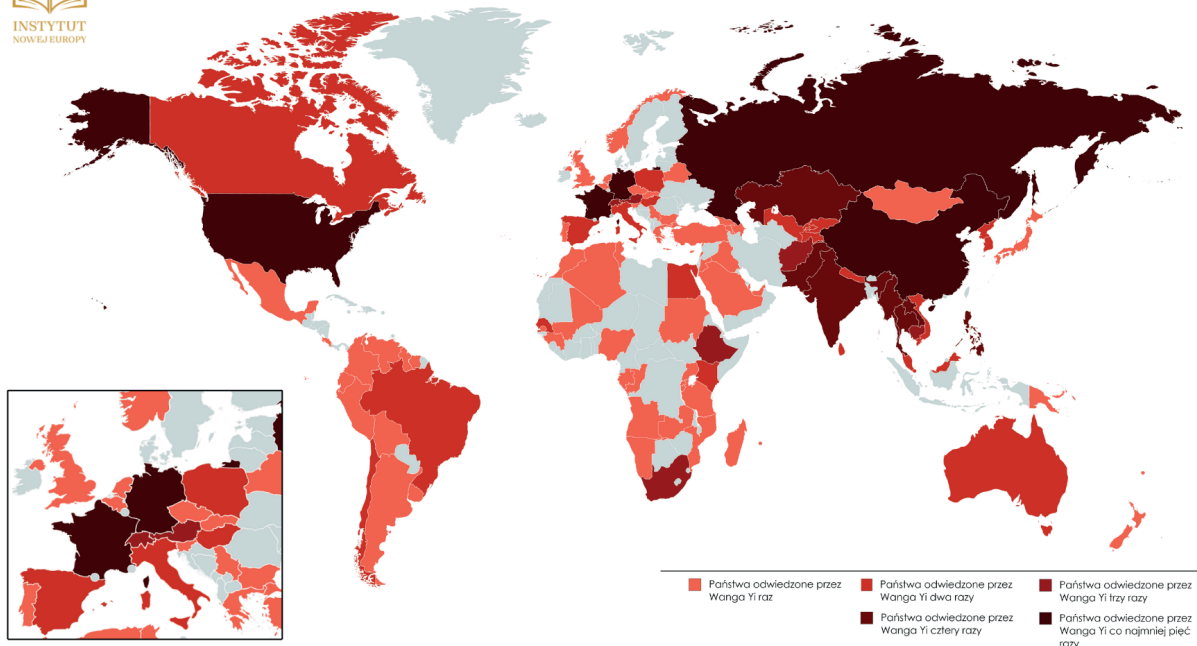 INSTYTUT
NOWEJ EUROPY
Państwa odwiedzone przez
Wanga Yi raz
Państwa odwiedzone przez
Wanga Yi dwa razy
Państwa odwiedzone przez
Wanga Yi trzy razy
Państwa odwiedzone przez
Wanga Yi cztery razy
Państwa odwiedzone przez
Wanga Yi co najmniej pięć
razy